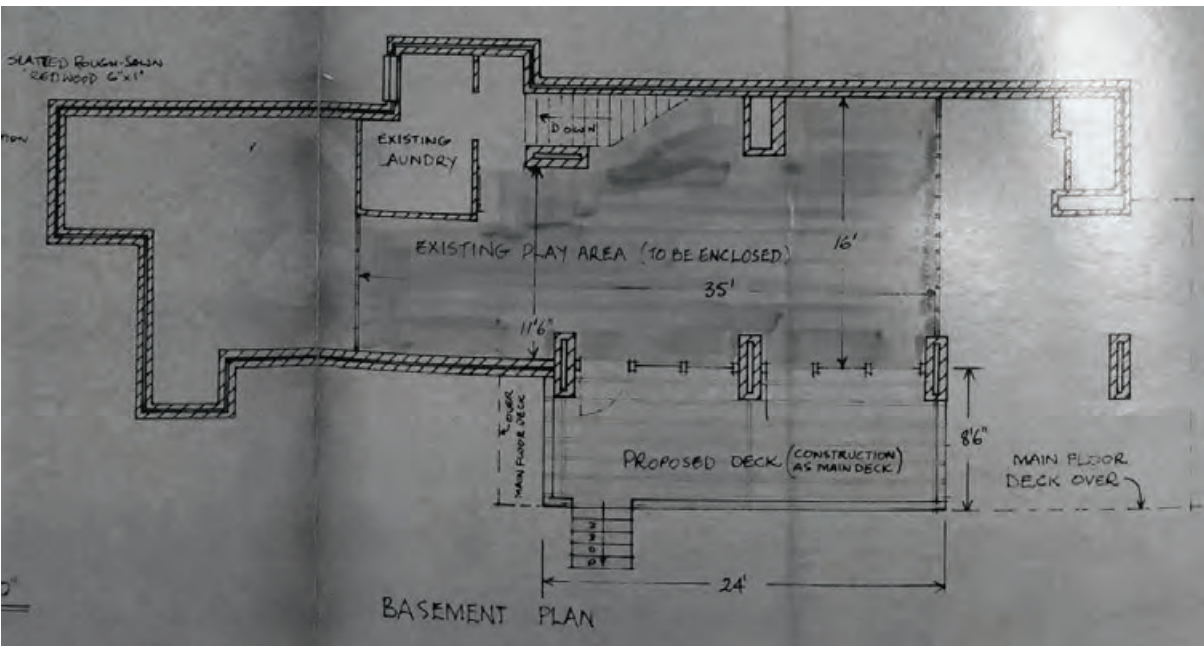 SLATTED ROUGH-SAWN
REDWOOD 6"x1"
EXISTING
LAUNDRY
DOWN
EXISTING PLAY AREA (TO BE ENCLOSED)
16'
35'
11'6"
OVER
MAIN FLOOR DECK
PROPOSED DECK (CONSTRUCTION
AS MAIN DECK)
8'6"
MAIN FLOOR
DECK OVER
24'
BASEMENT PLAN